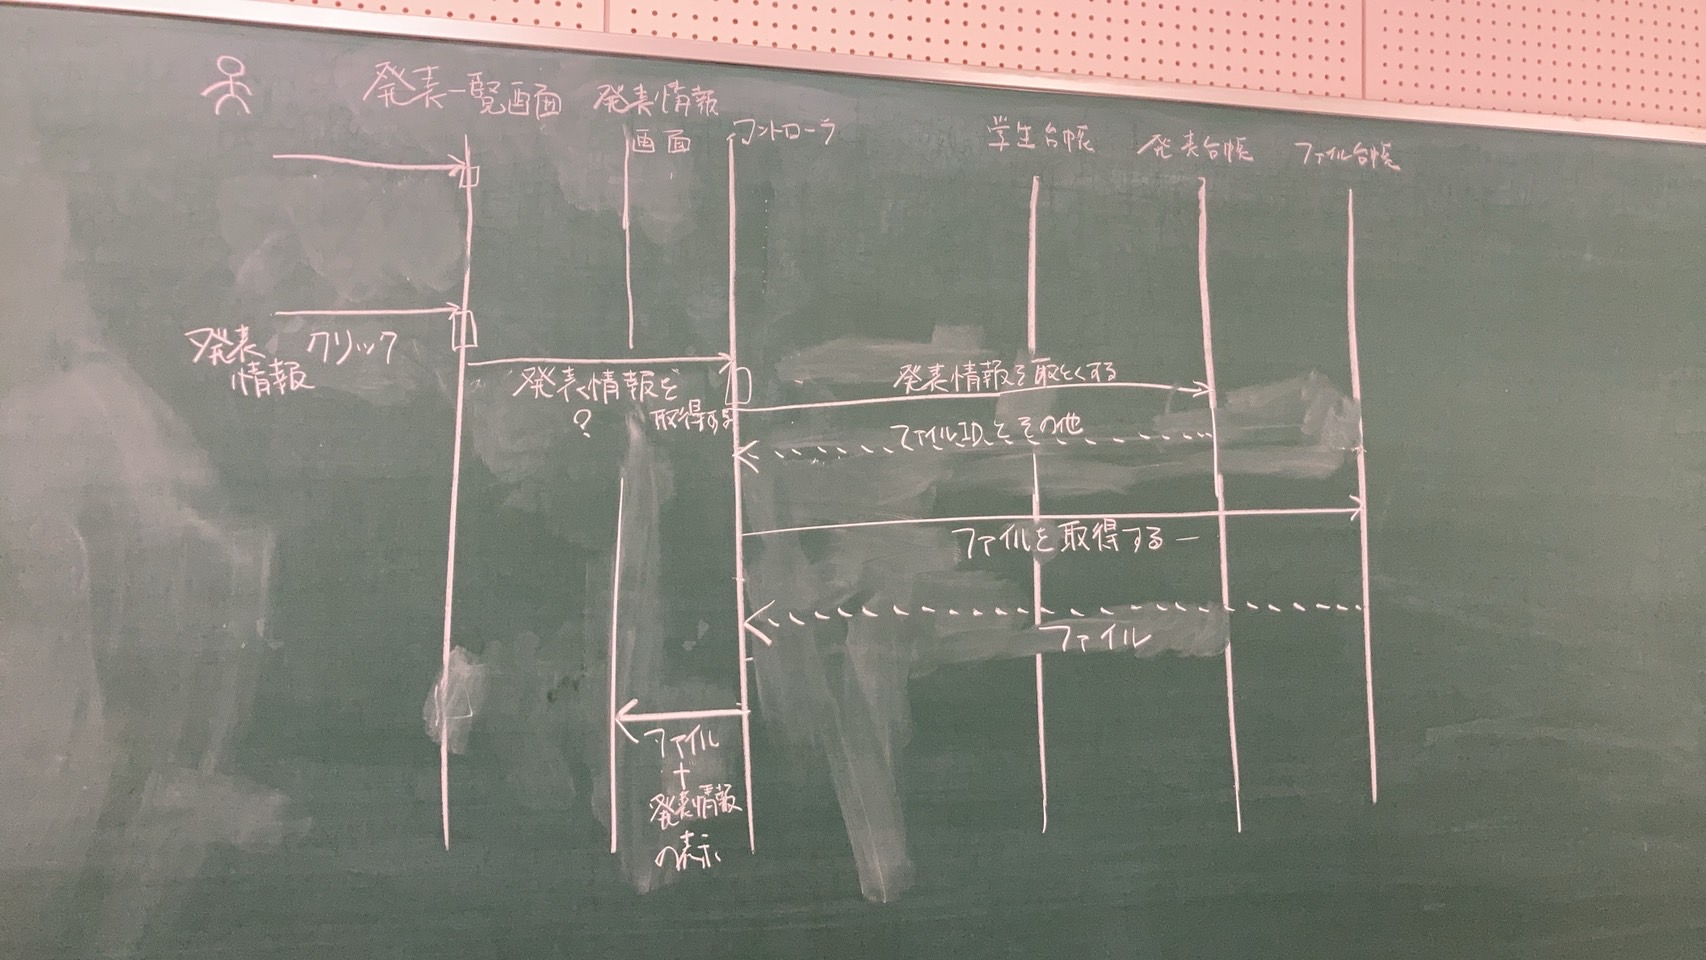 発表一覧画面
発表情報
画面
コントローラ
学生台帳
発表台帳
ファイル台帳
発表
情報
クリック
発表情報を
?
取得する
発表情報を取とくする
ファイルID とその他
ファイルを取得する
ファイル
ファイル
+
発表情報
の表示